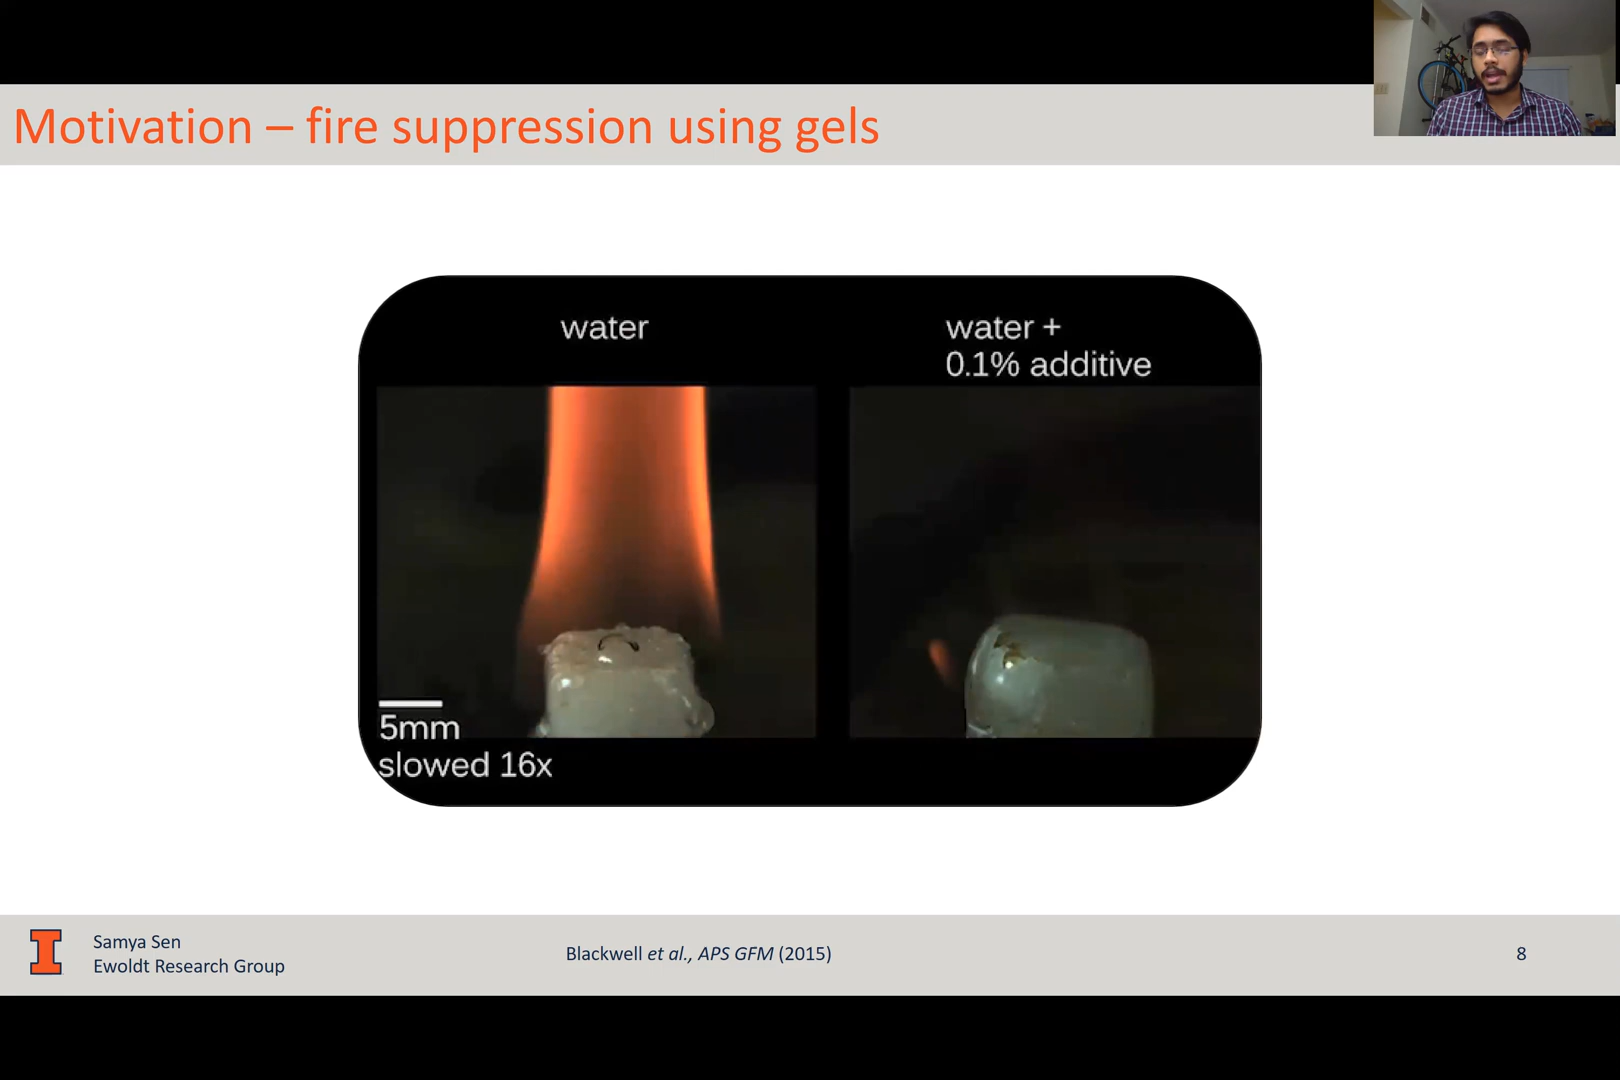 Motivation – fire suppression using gels
water
water +
0.1% additive
5mm
slowed 16x
Samya Sen
Ewoldt Research Group
Blackwell et al., APS GFM (2015)
8